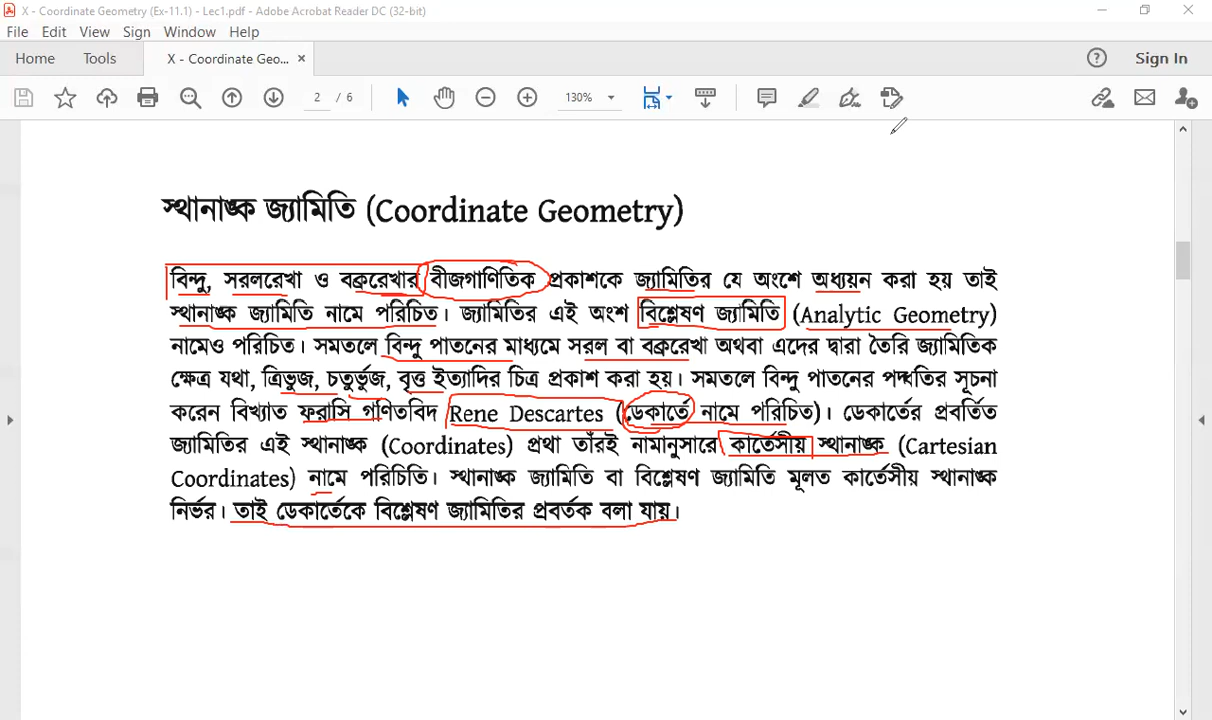 X - Coordinate Geometry (Ex-11.1) - Lec1.pdf - Adobe Acrobat Reader DC (32-bit)
File Edit View Sign Window Help
Home Tools X - Coordinate Geo... × Sign In
2 / 6 130%
স্থানাঙ্ক জ্যামিতি (Coordinate Geometry)
বিন্দু, সরলরেখা ও বক্ররেখার বীজগাণিতিক প্রকাশকে জ্যামিতির যে অংশে অধ্যয়ন করা হয় তাই
স্থানাঙ্ক জ্যামিতি নামে পরিচিত। জ্যামিতির এই অংশ বিশ্লেষণ জ্যামিতি (Analytic Geometry)
নামেও পরিচিত। সমতলে বিন্দু পাতনের মাধ্যমে সরল বা বক্ররেখা অথবা এদের দ্বারা তৈরি জ্যামিতিক
ক্ষেত্র যথা, ত্রিভুজ, চতুর্ভুজ, বৃত্ত ইত্যাদির চিত্র প্রকাশ করা হয়। সমতলে বিন্দু পাতনের পদ্ধতির সূচনা
করেন বিখ্যাত ফরাসি গণিতবিদ Rene Descartes (ডেকার্তে নামে পরিচিত)। ডেকার্তের প্রবর্তিত
জ্যামিতির এই স্থানাঙ্ক (Coordinates) প্রথা তাঁরই নামানুসারে কার্তেসীয় স্থানাঙ্ক (Cartesian
Coordinates) নামে পরিচিতি। স্থানাঙ্ক জ্যামিতি বা বিশ্লেষণ জ্যামিতি মূলত কার্তেসীয় স্থানাঙ্ক
নির্ভর। তাই ডেকার্তেকে বিশ্লেষণ জ্যামিতির প্রবর্তক বলা যায়।